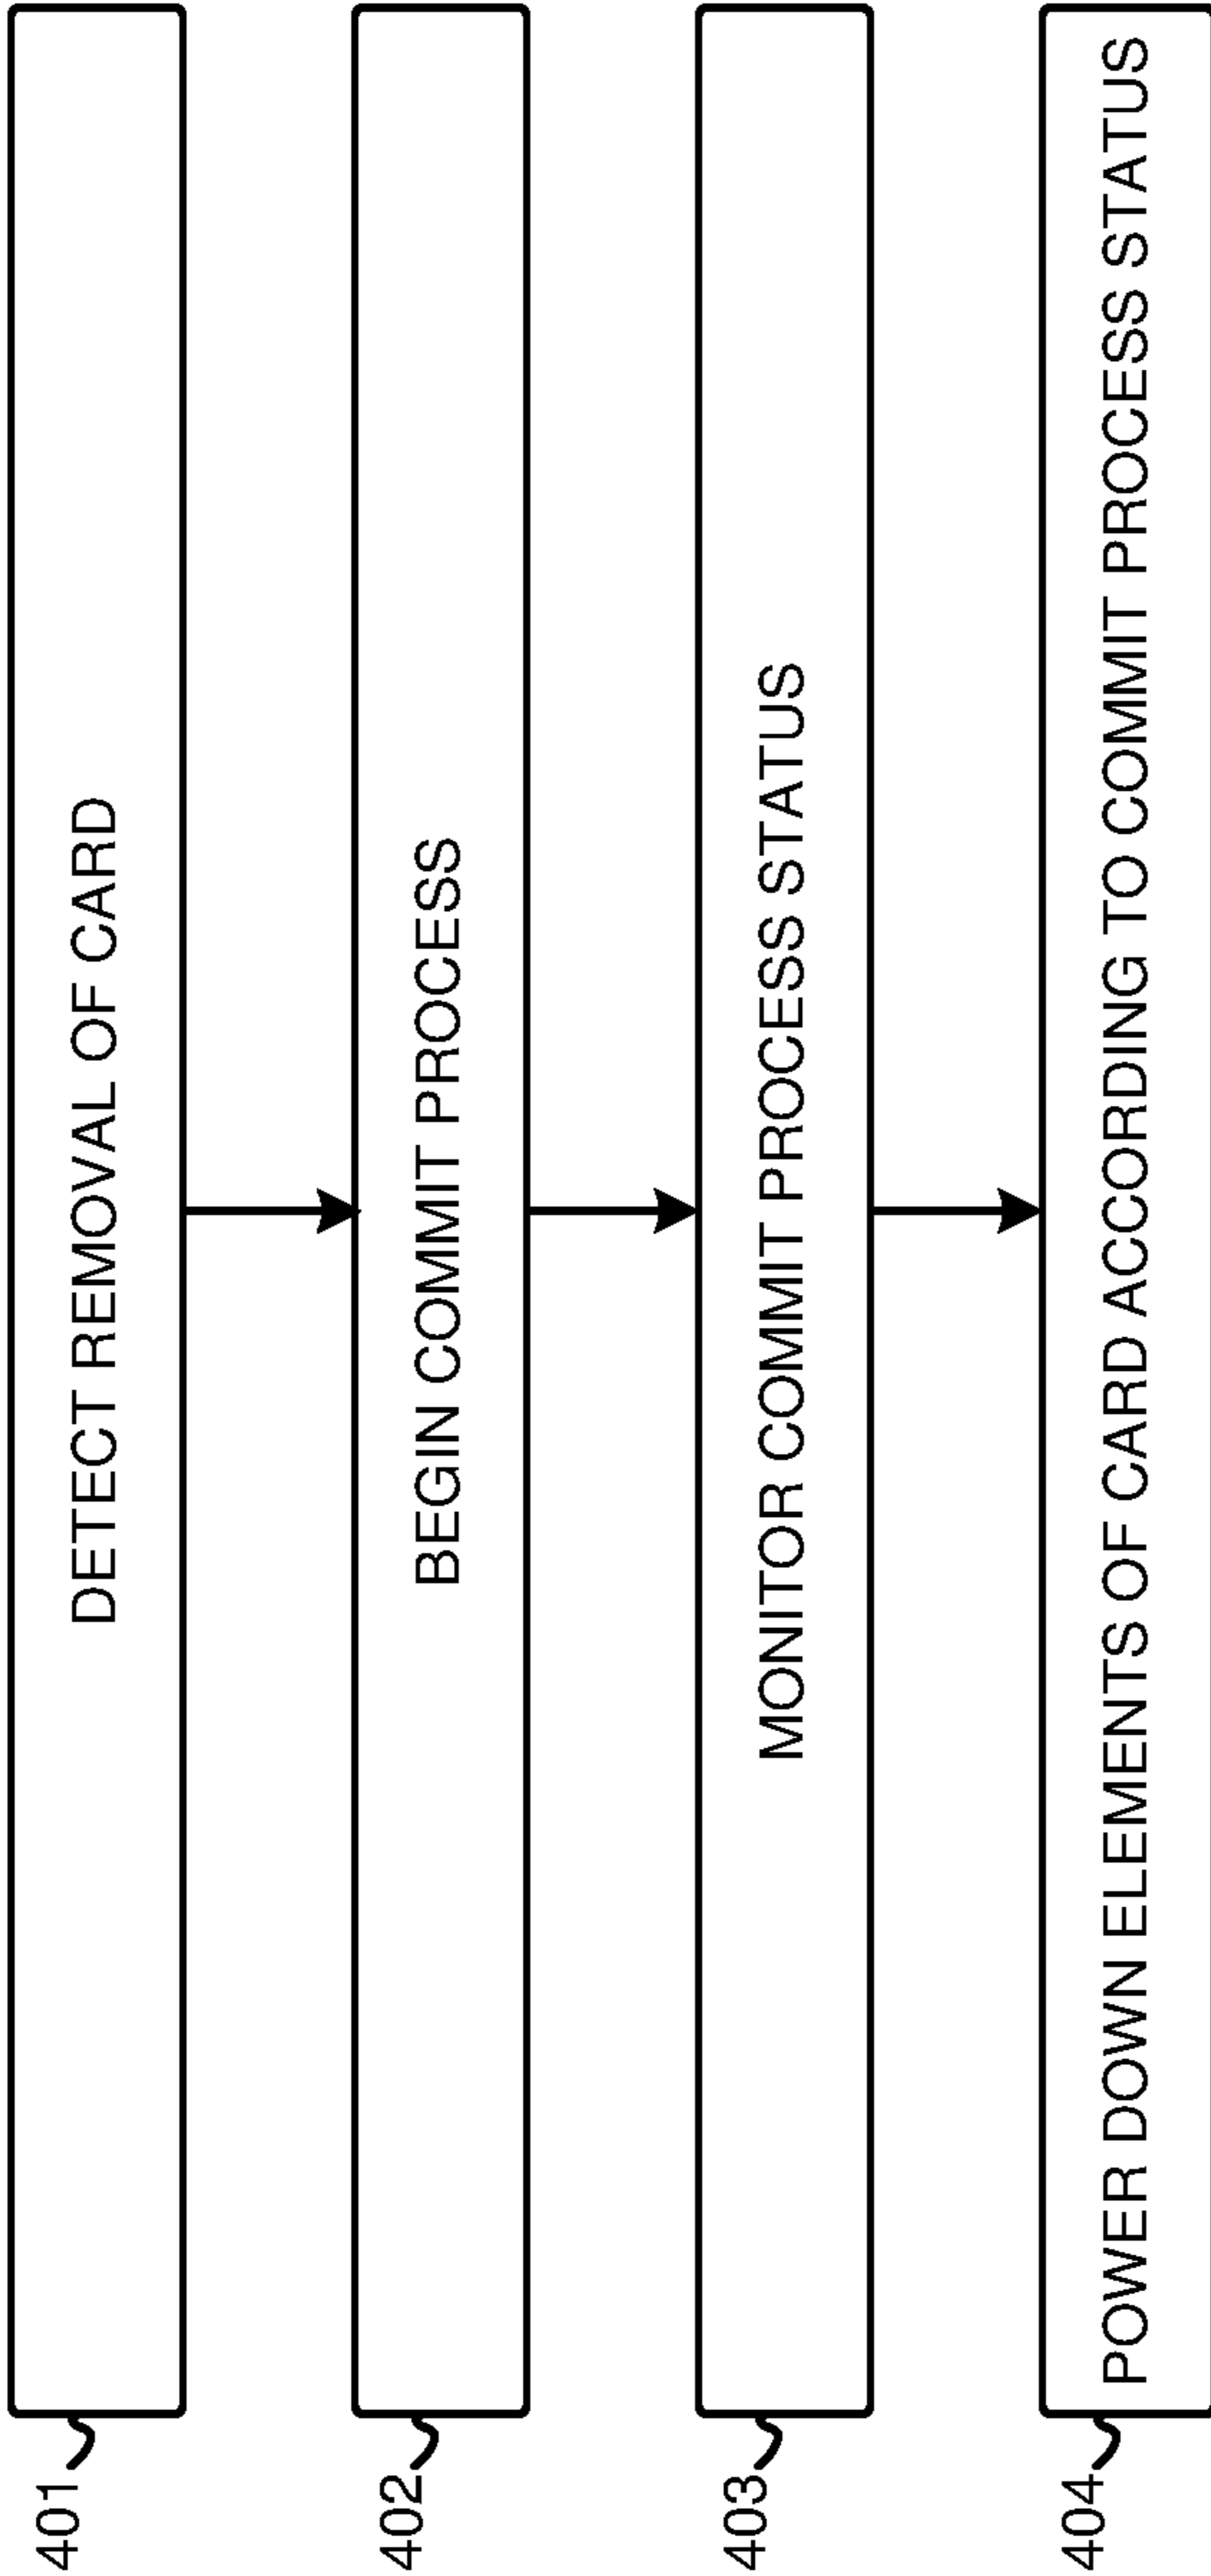 401
DETECT REMOVAL OF CARD
402
BEGIN COMMIT PROCESS
403
MONITOR COMMIT PROCESS STATUS
404
POWER DOWN ELEMENTS OF CARD ACCORDING TO COMMIT PROCESS STATUS